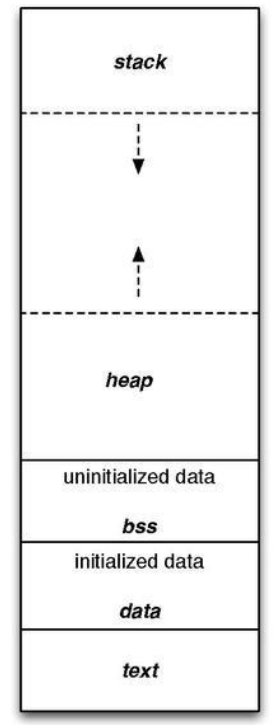 stack
heap
uninitialized data
bss
initialized data
data
text